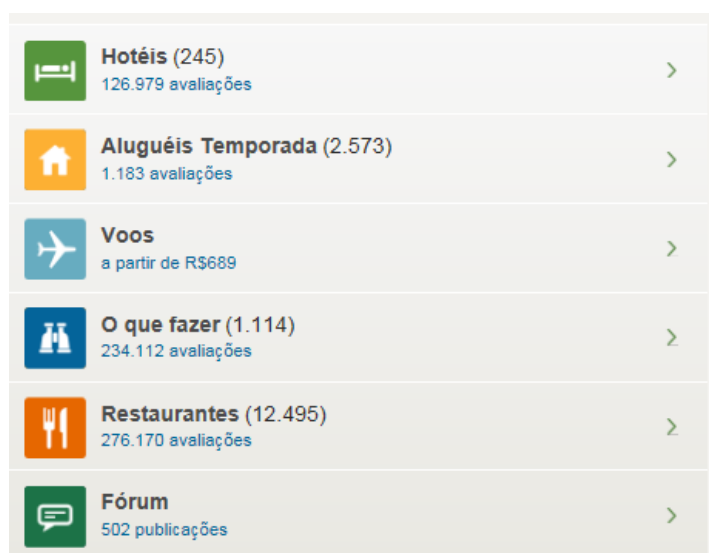 Hotéis (245)
126.979 avaliações
Aluguéis Temporada (2.573)
1.183 avaliações
Voos
a partir de R$689
O que fazer (1.114)
234.112 avaliações
Restaurantes (12.495)
276.170 avaliações
Fórum
502 publicações